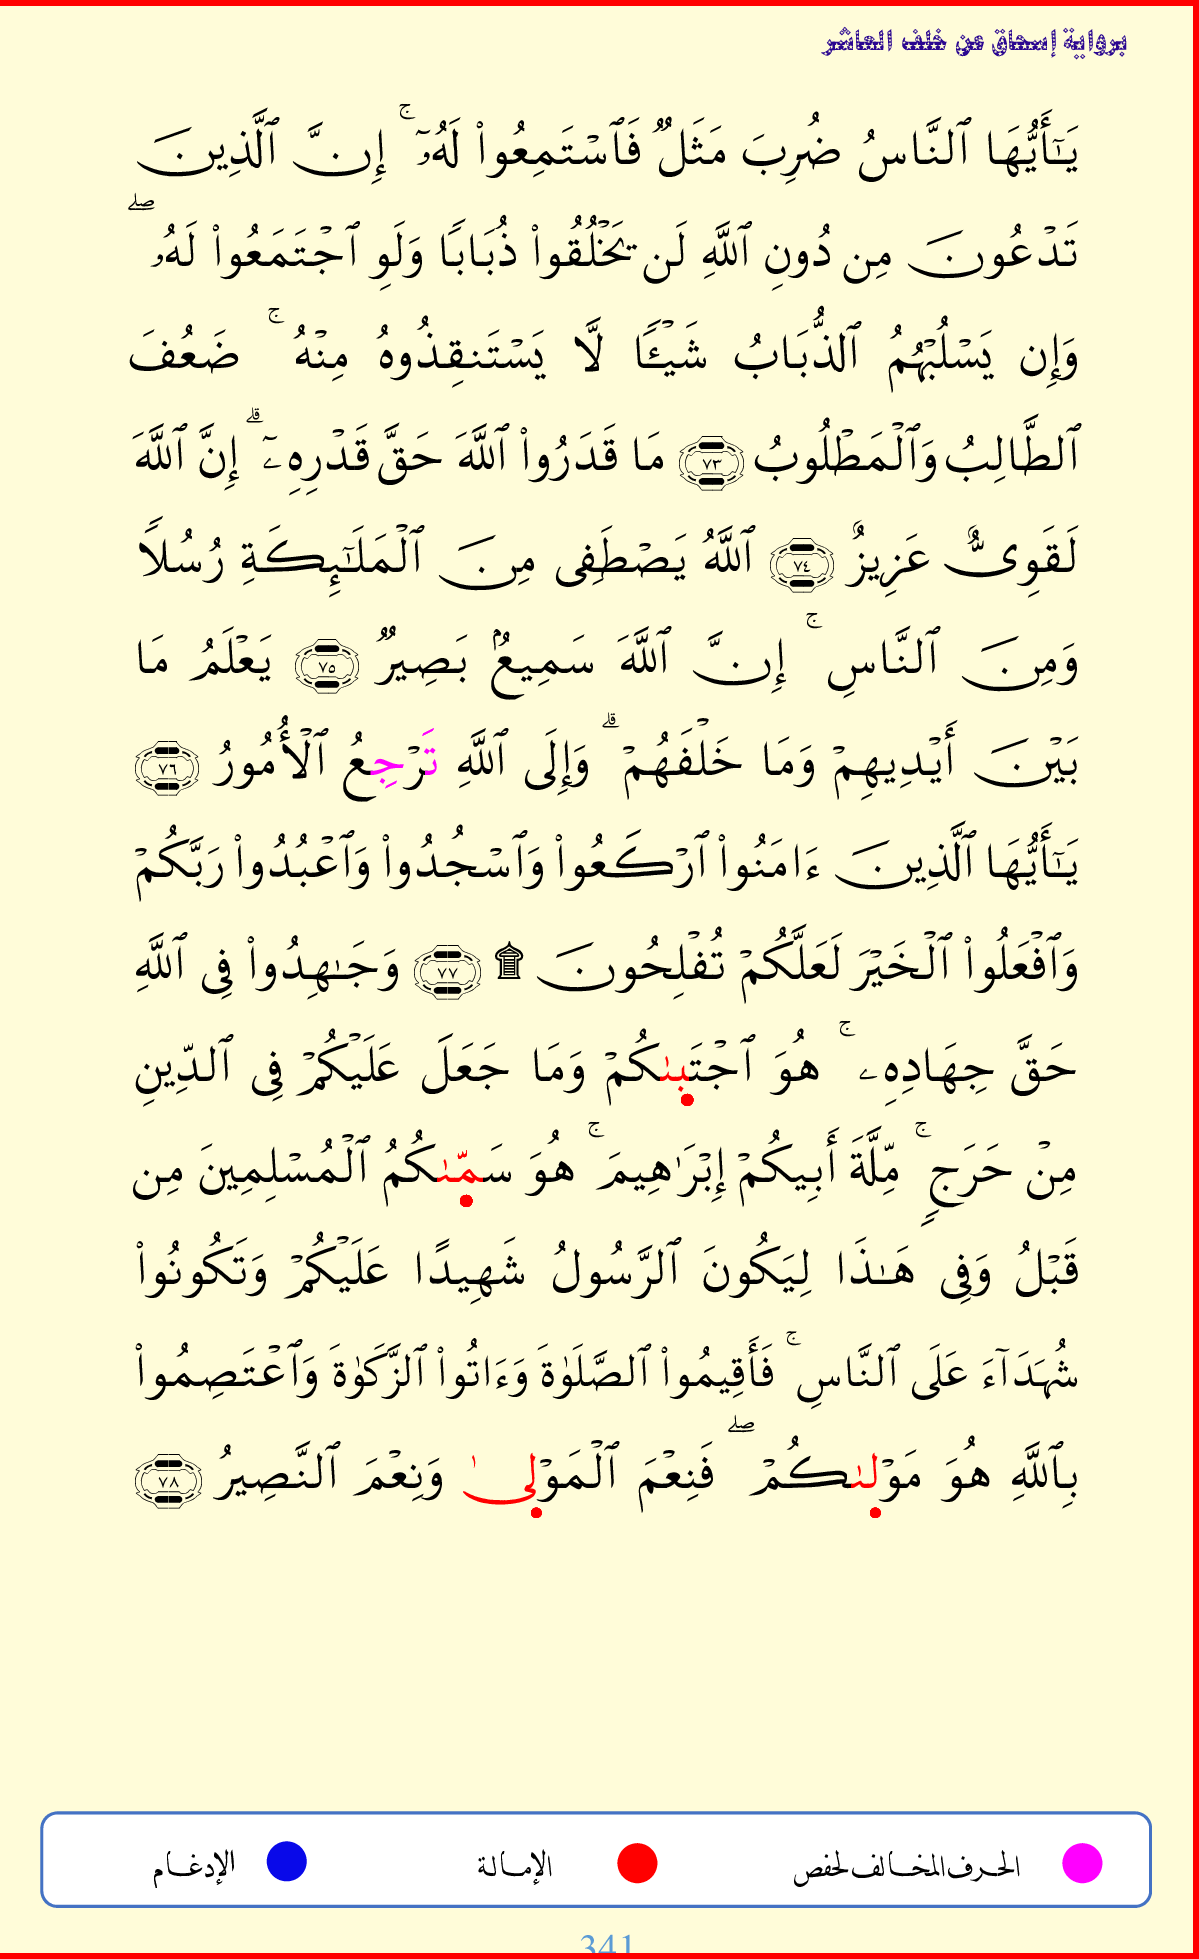 برواية إسحاق عن خلف العاشر
يَـٰٓأَيُّهَا ٱلنَّاسُ ضُرِبَ مَثَلٌ فَٱسْتَمِعُوا۟ لَهُۥٓ ۚ إِنَّ ٱلَّذِينَ
تَدْعُونَ مِن دُونِ ٱللَّهِ لَن يَخْلُقُوا۟ ذُبَابًا وَلَوِ ٱجْتَمَعُوا۟ لَهُۥ ۖ
وَإِن يَسْلُبْهُمُ ٱلذُّبَابُ شَيْـًٔا لَّا يَسْتَنقِذُوهُ مِنْهُ ۚ ضَعُفَ
ٱلطَّالِبُ وَٱلْمَطْلُوبُ ٧٣ مَا قَدَرُوا۟ ٱللَّهَ حَقَّ قَدْرِهِۦٓ ۗ إِنَّ ٱللَّهَ
لَقَوِىٌّ عَزِيزٌ ٧٤ ٱللَّهُ يَصْطَفِى مِنَ ٱلْمَلَـٰٓئِكَةِ رُسُلًا
وَمِنَ ٱلنَّاسِ ۚ إِنَّ ٱللَّهَ سَمِيعٌۢ بَصِيرٌ ٧٥ يَعْلَمُ مَا
بَيْنَ أَيْدِيهِمْ وَمَا خَلْفَهُمْ ۗ وَإِلَى ٱللَّهِ تَرْجِعُ ٱلْأُمُورُ ٧٦
يَـٰٓأَيُّهَا ٱلَّذِينَ ءَامَنُوا۟ ٱرْكَعُوا۟ وَٱسْجُدُوا۟ وَٱعْبُدُوا۟ رَبَّكُمْ
وَٱفْعَلُوا۟ ٱلْخَيْرَ لَعَلَّكُمْ تُفْلِحُونَ ۩ ٧٧ وَجَـٰهِدُوا۟ فِى ٱللَّهِ
حَقَّ جِهَادِهِۦ ۚ هُوَ ٱجْتَبىٰكُمْ وَمَا جَعَلَ عَلَيْكُمْ فِى ٱلدِّينِ
مِنْ حَرَجٍ ۚ مِّلَّةَ أَبِيكُمْ إِبْرَٰهِيمَ ۚ هُوَ سَمّىٰكُمُ ٱلْمُسْلِمِينَ مِن
قَبْلُ وَفِى هَـٰذَا لِيَكُونَ ٱلرَّسُولُ شَهِيدًا عَلَيْكُمْ وَتَكُونُوا۟
شُهَدَآءَ عَلَى ٱلنَّاسِ ۚ فَأَقِيمُوا۟ ٱلصَّلَوٰةَ وَءَاتُوا۟ ٱلزَّكَوٰةَ وَٱعْتَصِمُوا۟
بِٱللَّهِ هُوَ مَوْلىٰكُمْ ۖ فَنِعْمَ ٱلْمَوْلىٰ وَنِعْمَ ٱلنَّصِيرُ ٧٨
الحرف المخالف لحفص الإمالة الإدغام
341